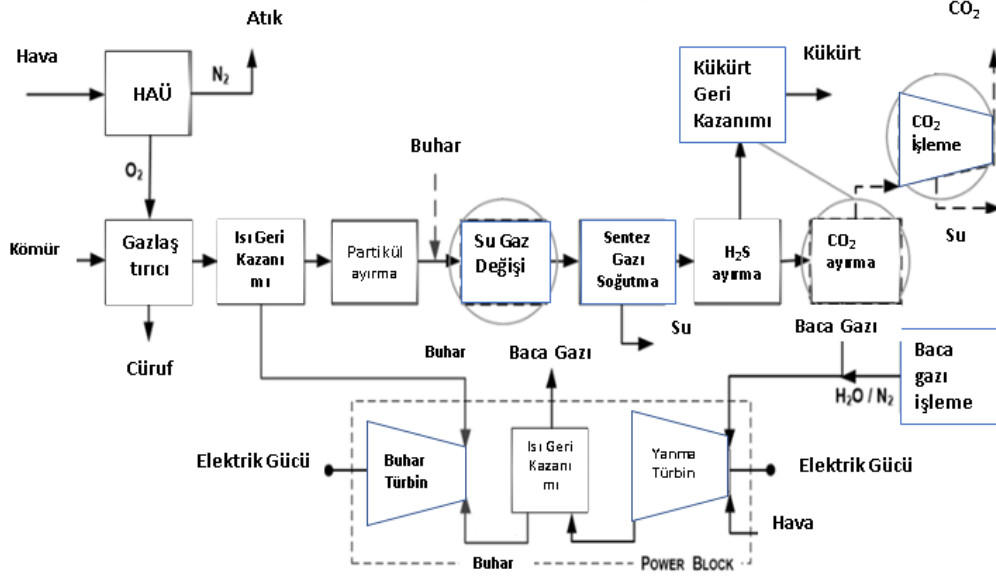 CO₂
Atık
Hava
HAÜ
N₂
O₂
Kükürt
Geri
Kazanımı
Kükürt
CO₂
İşleme
Su
Buhar
Kömür
Gazlaş
tırıcı
Isı Geri
Kazanı
mı
Partikül
ayırma
Su Gaz
Değişi
Sentez
Gazı
Soğutma
H₂S
ayırma
CO₂
ayırma
Cüruf
Su
Buhar
Baca Gazı
Baca Gazı
H₂O / N₂
Baca
gazı
işleme
Elektrik Gücü
Buhar
Türbin
Isı Geri
Kazanı
mı
Yanma
Türbin
Elektrik Gücü
Hava
Buhar
POWER BLOCK